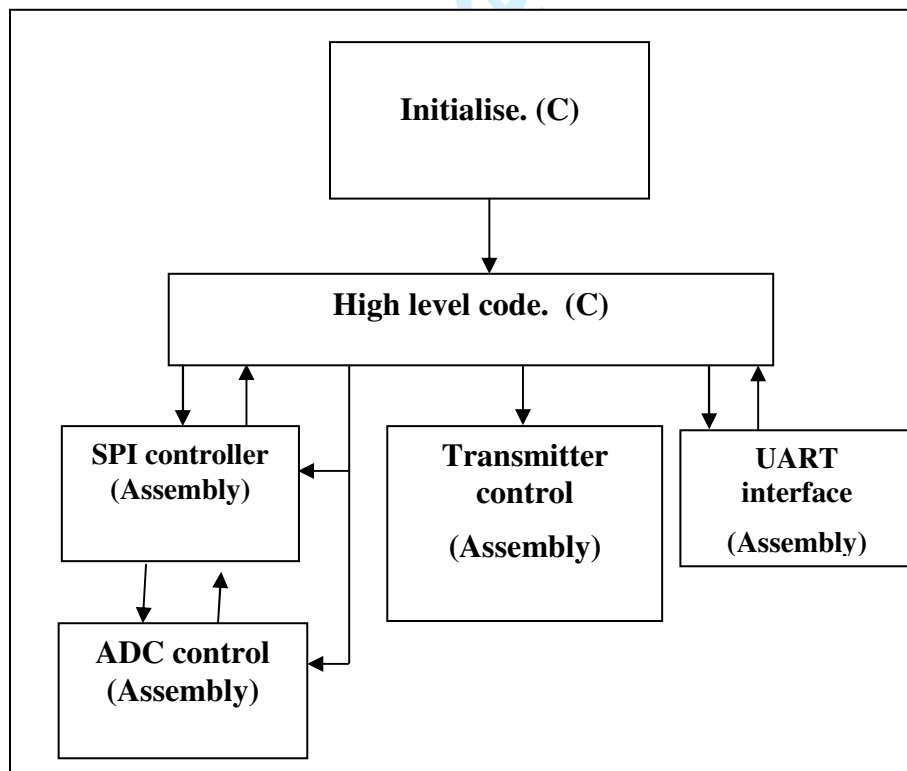 Initialise. (C)
High level code. (C)
SPI controller
(Assembly)
Transmitter
control
(Assembly)
UART
interface
(Assembly)
ADC control
(Assembly)